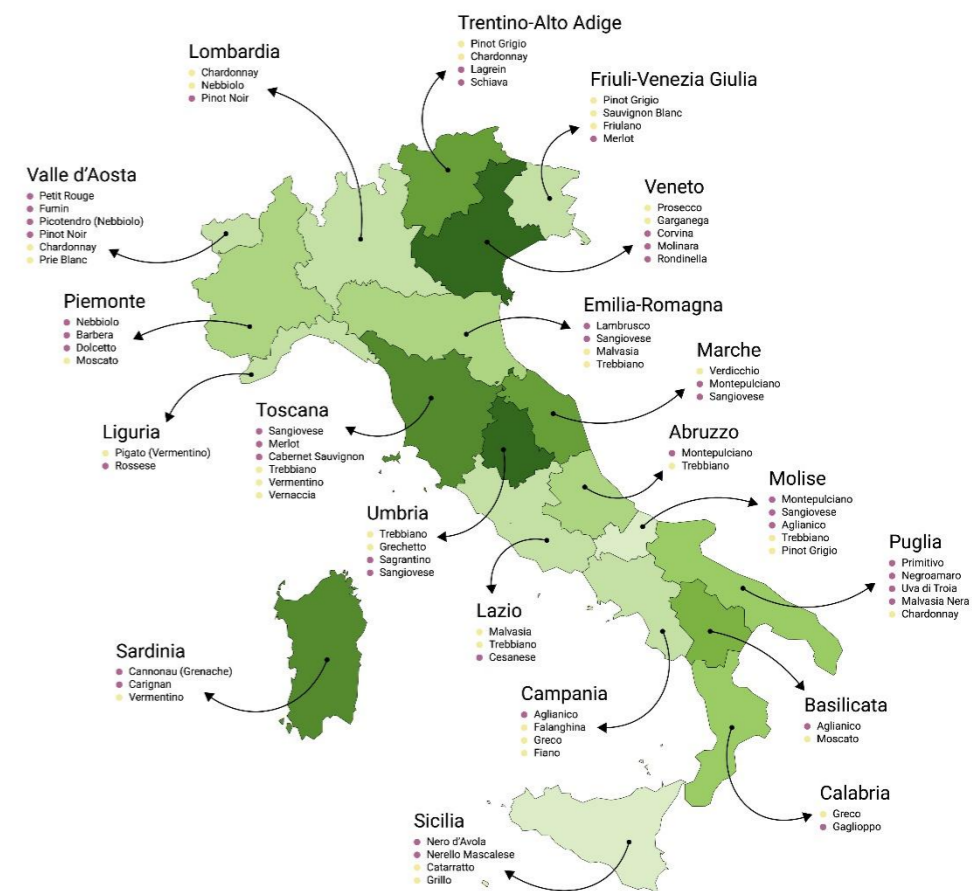 Trentino-Alto Adige
Pinot Grigio
Chardonnay
Lagrein
Schiava
Lombardia
Chardonnay
Nebbiolo
Pinot Noir
Friuli-Venezia Giulia
Pinot Grigio
Sauvignon Blanc
Friulano
Merlot
Valle d'Aosta
Petit Rouge
Fumin
Picotendro (Nebbiolo)
Pinot Noir
Chardonnay
Prie Blanc
Veneto
Prosecco
Garganega
Corvina
Molinara
Rondinella
Piemonte
Nebbiolo
Barbera
Dolcetto
Moscato
Emilia-Romagna
Lambrusco
Sangiovese
Malvasia
Trebbiano
Marche
Verdicchio
Montepulciano
Sangiovese
Liguria
Pigato (Vermentino)
Rossese
Toscana
Sangiovese
Merlot
Cabernet Sauvignon
Trebbiano
Vermentino
Vernaccia
Abruzzo
Montepulciano
Trebbiano
Molise
Montepulciano
Sangiovese
Aglianico
Trebbiano
Pinot Grigio
Umbria
Trebbiano
Grechetto
Sagrantino
Sangiovese
Puglia
Primitivo
Negroamaro
Uva di Troia
Malvasia Nera
Chardonnay
Lazio
Malvasia
Trebbiano
Cesanese
Sardinia
Cannonau (Grenache)
Carignan
Vermentino
Campania
Aglianico
Falanghina
Greco
Fiano
Basilicata
Aglianico
Moscato
Calabria
Greco
Gaglioppo
Sicilia
Nero d'Avola
Nerello Mascalese
Catarratto
Grillo